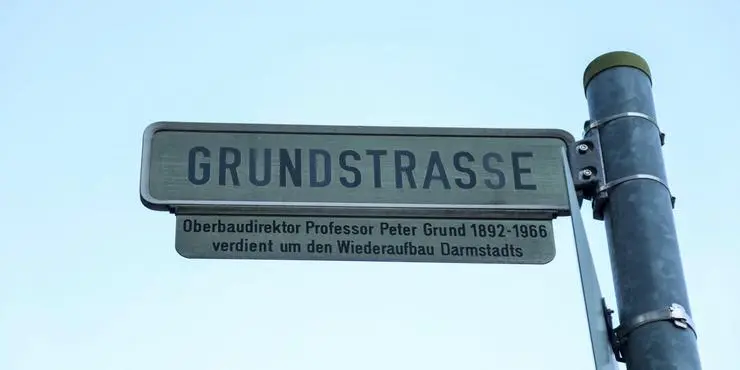 GRUNDSTRASSE
Oberbaudirektor Professor Peter Grund 1892-1966
verdient um den Wiederaufbau Darmstadts